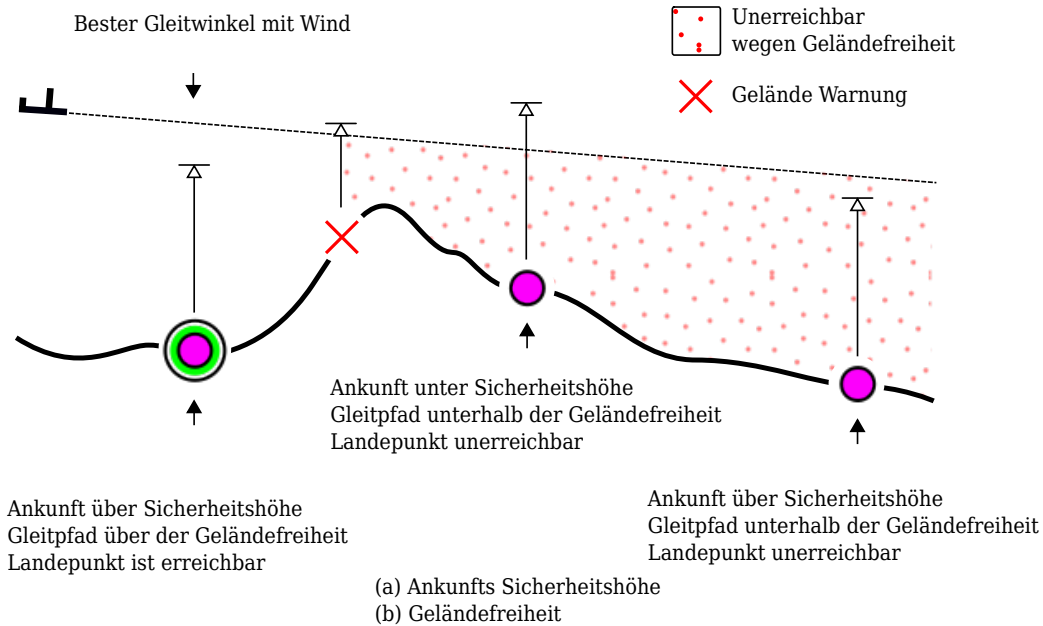 Bester Gleitwinkel mit Wind
Unerreichbar
wegen Geländefreiheit
Gelände Warnung
Ankunft unter Sicherheitshöhe
Gleitpfad unterhalb der Geländefreiheit
Landepunkt unerreichbar
Ankunft über Sicherheitshöhe
Gleitpfad über der Geländefreiheit
Landepunkt ist erreichbar
Ankunft über Sicherheitshöhe
Gleitpfad unterhalb der Geländefreiheit
Landepunkt unerreichbar
(a) Ankunfts Sicherheitshöhe
(b) Geländefreiheit